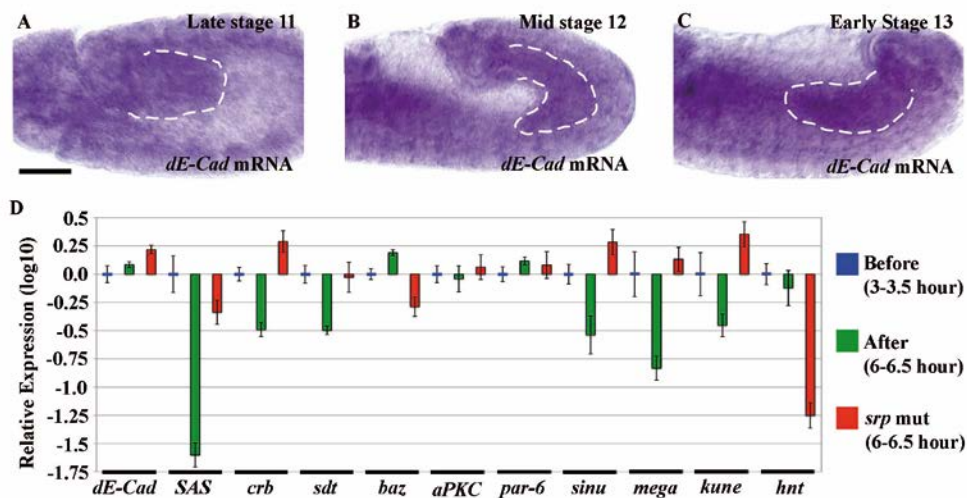 A Late stage 11
B Mid stage 12
C Early Stage 13
dE-Cad mRNA
dE-Cad mRNA
dE-Cad mRNA
D
Relative Expression (log10)
0.5
0.25
0.0
-0.25
-0.5
-0.75
-1.0
-1.25
-1.5
-1.75
dE-Cad SAS crb sdt baz aPKC par-6 sinu mega kune hnt
Before
(3-3.5 hour)
After
(6-6.5 hour)
srp mut
(6-6.5 hour)